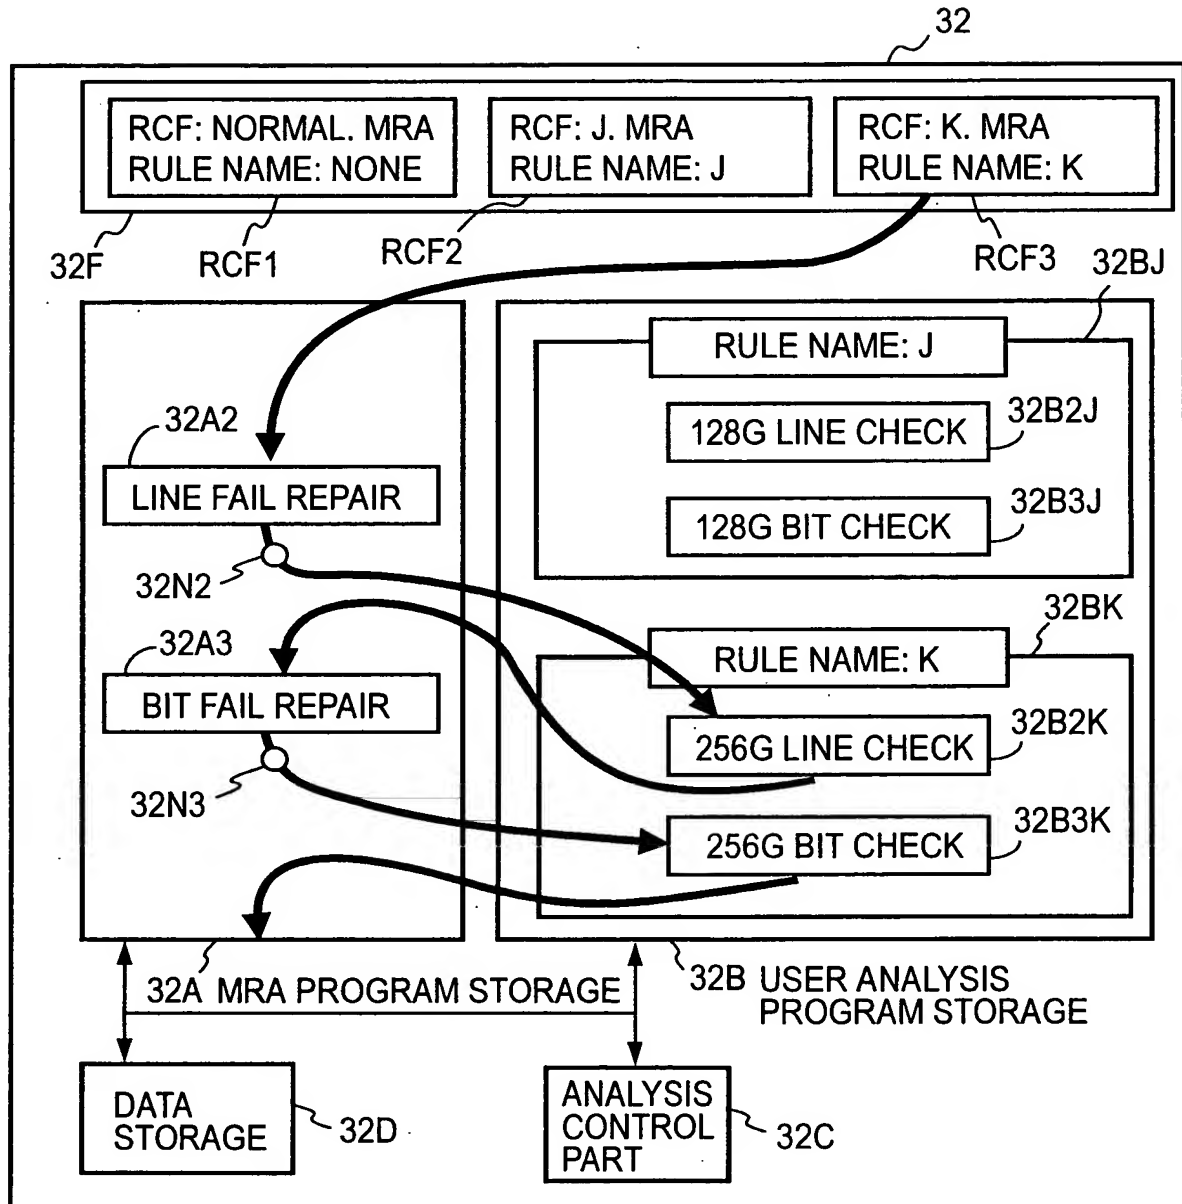 32
RCF: NORMAL. MRA
RULE NAME: NONE
RCF: J. MRA
RULE NAME: J
RCF: K. MRA
RULE NAME: K
32F
RCF1
RCF2
RCF3
32BJ
RULE NAME: J
32A2
128G LINE CHECK
32B2J
LINE FAIL REPAIR
128G BIT CHECK
32B3J
32N2
32A3
32BK
RULE NAME: K
BIT FAIL REPAIR
256G LINE CHECK
32B2K
32N3
256G BIT CHECK
32B3K
32A MRA PROGRAM STORAGE
32B USER ANALYSIS
PROGRAM STORAGE
DATA
STORAGE
32D
ANALYSIS
CONTROL
PART
32C